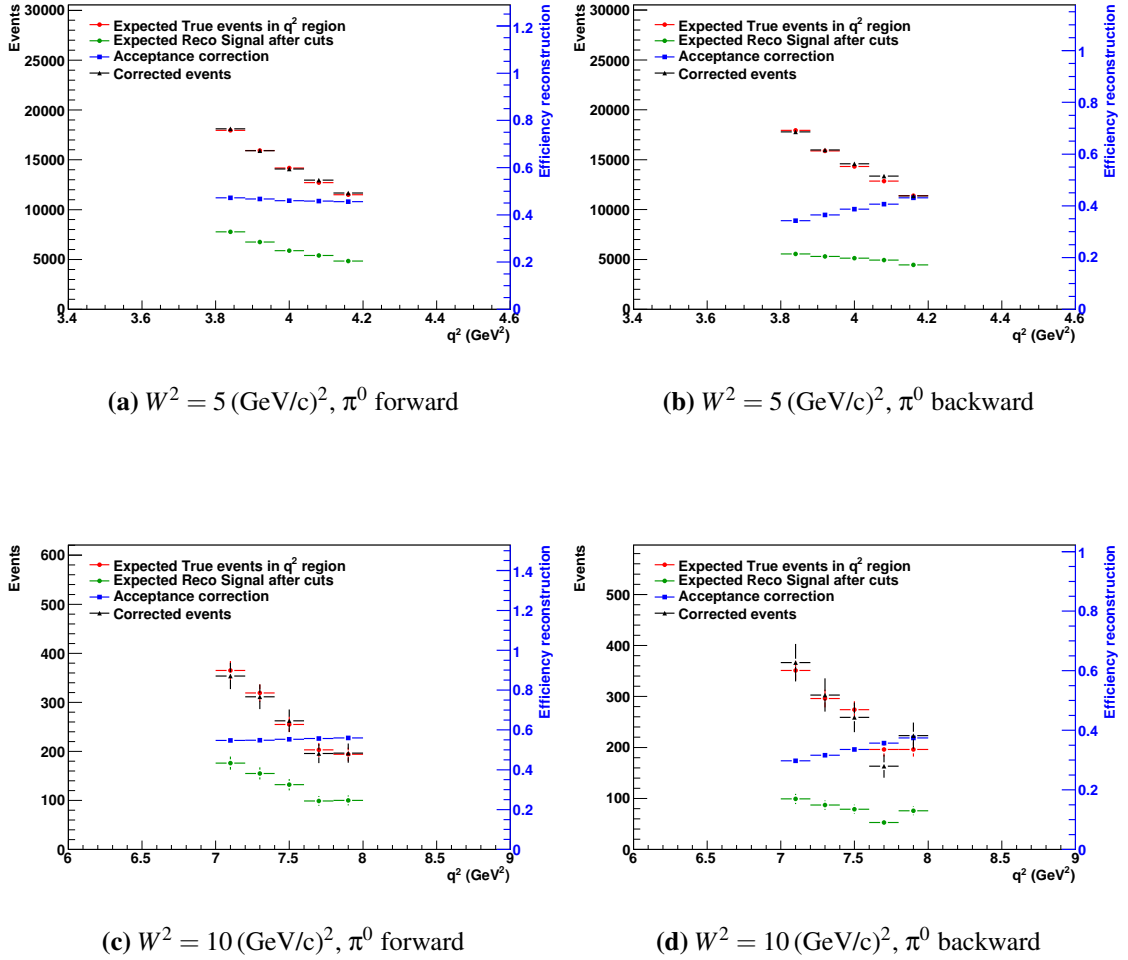 Events
30000
25000
20000
15000
10000
5000
0
Expected True events in q² region
Expected Reco Signal after cuts
Acceptance correction
Corrected events
3.4 3.6 3.8 4 4.2 4.4 4.6
q² (GeV²)
1.2
1
0.8
0.6
0.4
0.2
0
Efficiency reconstruction
(a) W² = 5 (GeV/c)², π⁰ forward
Events
30000
25000
20000
15000
10000
5000
0
Expected True events in q² region
Expected Reco Signal after cuts
Acceptance correction
Corrected events
3.4 3.6 3.8 4 4.2 4.4 4.6
q² (GeV²)
1
0.8
0.6
0.4
0.2
0
Efficiency reconstruction
(b) W² = 5 (GeV/c)², π⁰ backward
Events
600
500
400
300
200
100
0
Expected True events in q² region
Expected Reco Signal after cuts
Acceptance correction
Corrected events
6 6.5 7 7.5 8 8.5 9
q² (GeV²)
1.4
1.2
1
0.8
0.6
0.4
0.2
0
Efficiency reconstruction
(c) W² = 10 (GeV/c)², π⁰ forward
Events
500
400
300
200
100
0
Expected True events in q² region
Expected Reco Signal after cuts
Acceptance correction
Corrected events
6 6.5 7 7.5 8 8.5 9
q² (GeV²)
1
0.8
0.6
0.4
0.2
0
Efficiency reconstruction
(d) W² = 10 (GeV/c)², π⁰ backward